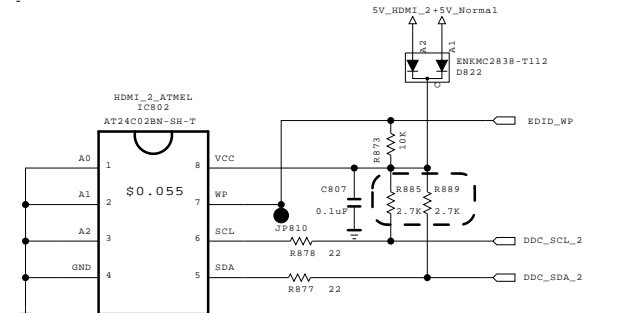 5V_HDMI_2 +5V_Normal
A2
A1
ENKMC2838-T112
D822
C
HDMI_2_ATMEL
IC802
AT24C02BN-SH-T
EDID_WP
R873
10K
A0 1
8 VCC
$0.055
C807
0.1uF
R885
2.7K
R889
2.7K
A1 2
7 WP
JP810
A2 3
6 SCL
R878 22
DDC_SCL_2
GND 4
5 SDA
R877 22
DDC_SDA_2